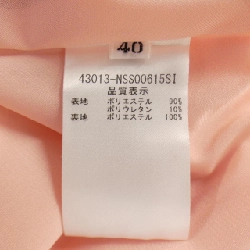 40
43013-NSS00615SI
品質表示
表地 ポリエステル 90%
ポリウレタン 10%
裏地 ポリエステル 100%